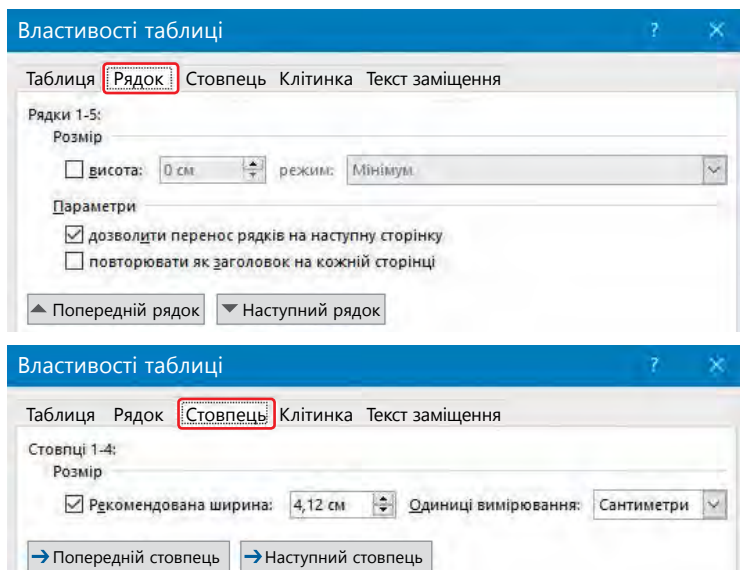 Властивості таблиці ? ×
Таблиця Рядок Стовпець Клітинка Текст заміщення
Рядки 1-5:
Розмір
висота: 0 см режим: Мінімум
Параметри
дозволити перенос рядків на наступну сторінку
повторювати як заголовок на кожній сторінці
Попередній рядок Наступний рядок
Властивості таблиці ? ×
Таблиця Рядок Стовпець Клітинка Текст заміщення
Стовпці 1-4:
Розмір
Рекомендована ширина: 4,12 см Одиниці вимірювання: Сантиметри
Попередній стовпець Наступний стовпець